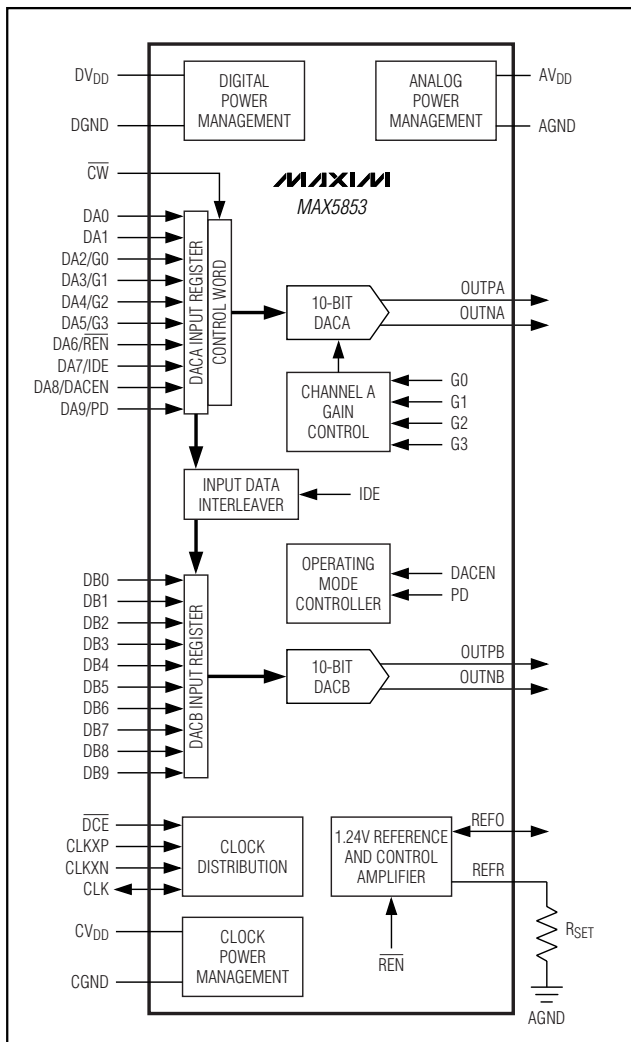 DVDD
DIGITAL
POWER
MANAGEMENT
DGND
ANALOG
POWER
MANAGEMENT
AVDD
AGND
CW
MAXIM
MAX5853
DA0
DA1
DA2/G0
DA3/G1
DA4/G2
DA5/G3
DA6/REN
DA7/IDE
DA8/DACEN
DA9/PD
DACA INPUT REGISTER
CONTROL WORD
10-BIT
DACA
OUTPA
OUTNA
CHANNEL A
GAIN
CONTROL
G0
G1
G2
G3
INPUT DATA
INTERLEAVER
IDE
OPERATING
MODE
CONTROLLER
DACEN
PD
DB0
DB1
DB2
DB3
DB4
DB5
DB6
DB7
DB8
DB9
DACB INPUT REGISTER
10-BIT
DACB
OUTPB
OUTNB
DCE
CLKXP
CLKXN
CLK
CLOCK
DISTRIBUTION
1.24V REFERENCE
AND CONTROL
AMPLIFIER
REFO
REFR
RSET
AGND
REN
CVDD
CGND
CLOCK
POWER
MANAGEMENT